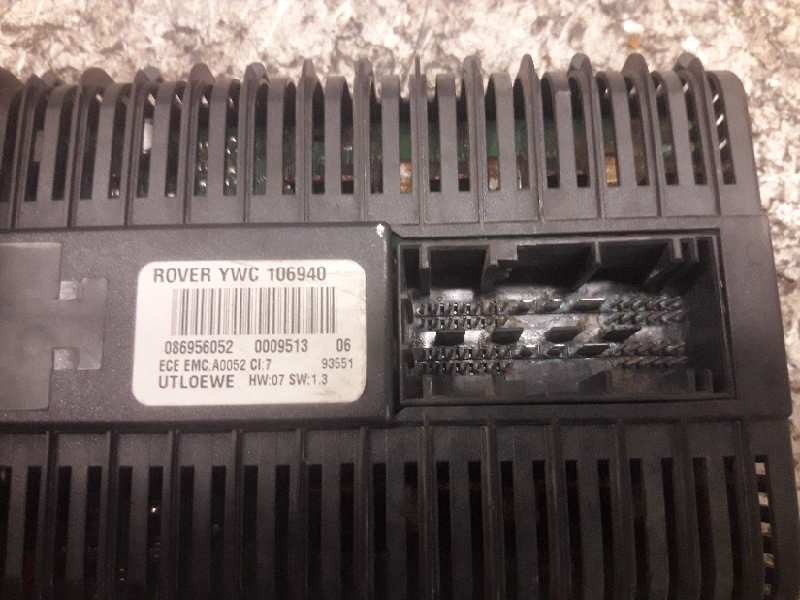 ROVER YWC 106940
086956052 0009513 06
ECE EMC.A0052 CI:7 93551
UTLOEWE HW:07 SW:1.3